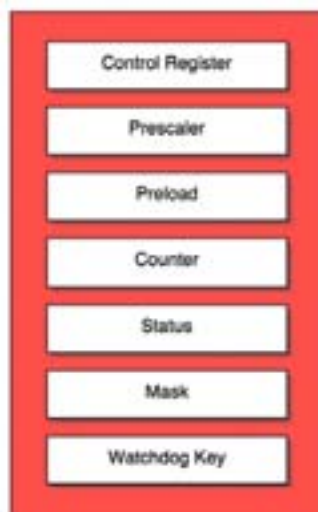 Control Register
Prescaler
Preload
Counter
Status
Mask
Watchdog Key